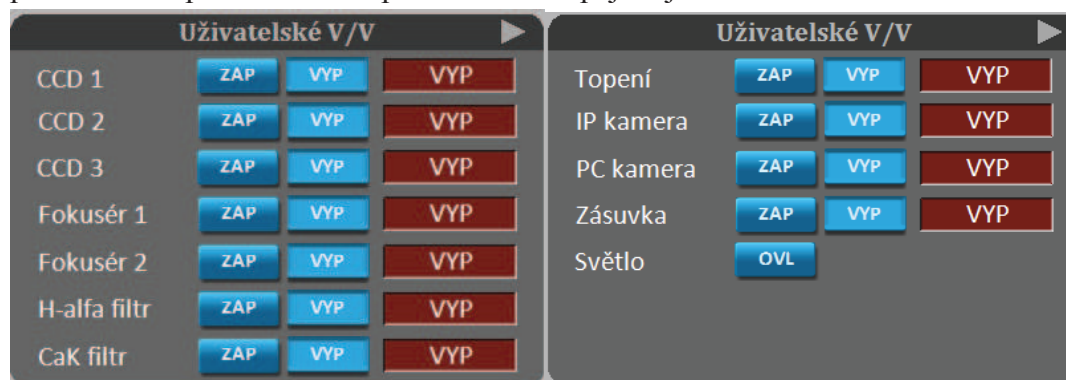 Uživatelské V/V
CCD 1 ZAP VYP VYP
CCD 2 ZAP VYP VYP
CCD 3 ZAP VYP VYP
Fokusér 1 ZAP VYP VYP
Fokusér 2 ZAP VYP VYP
H-alfa filtr ZAP VYP VYP
CaK filtr ZAP VYP VYP
Uživatelské V/V
Topení ZAP VYP VYP
IP kamera ZAP VYP VYP
PC kamera ZAP VYP VYP
Zásuvka ZAP VYP VYP
Světlo OVL